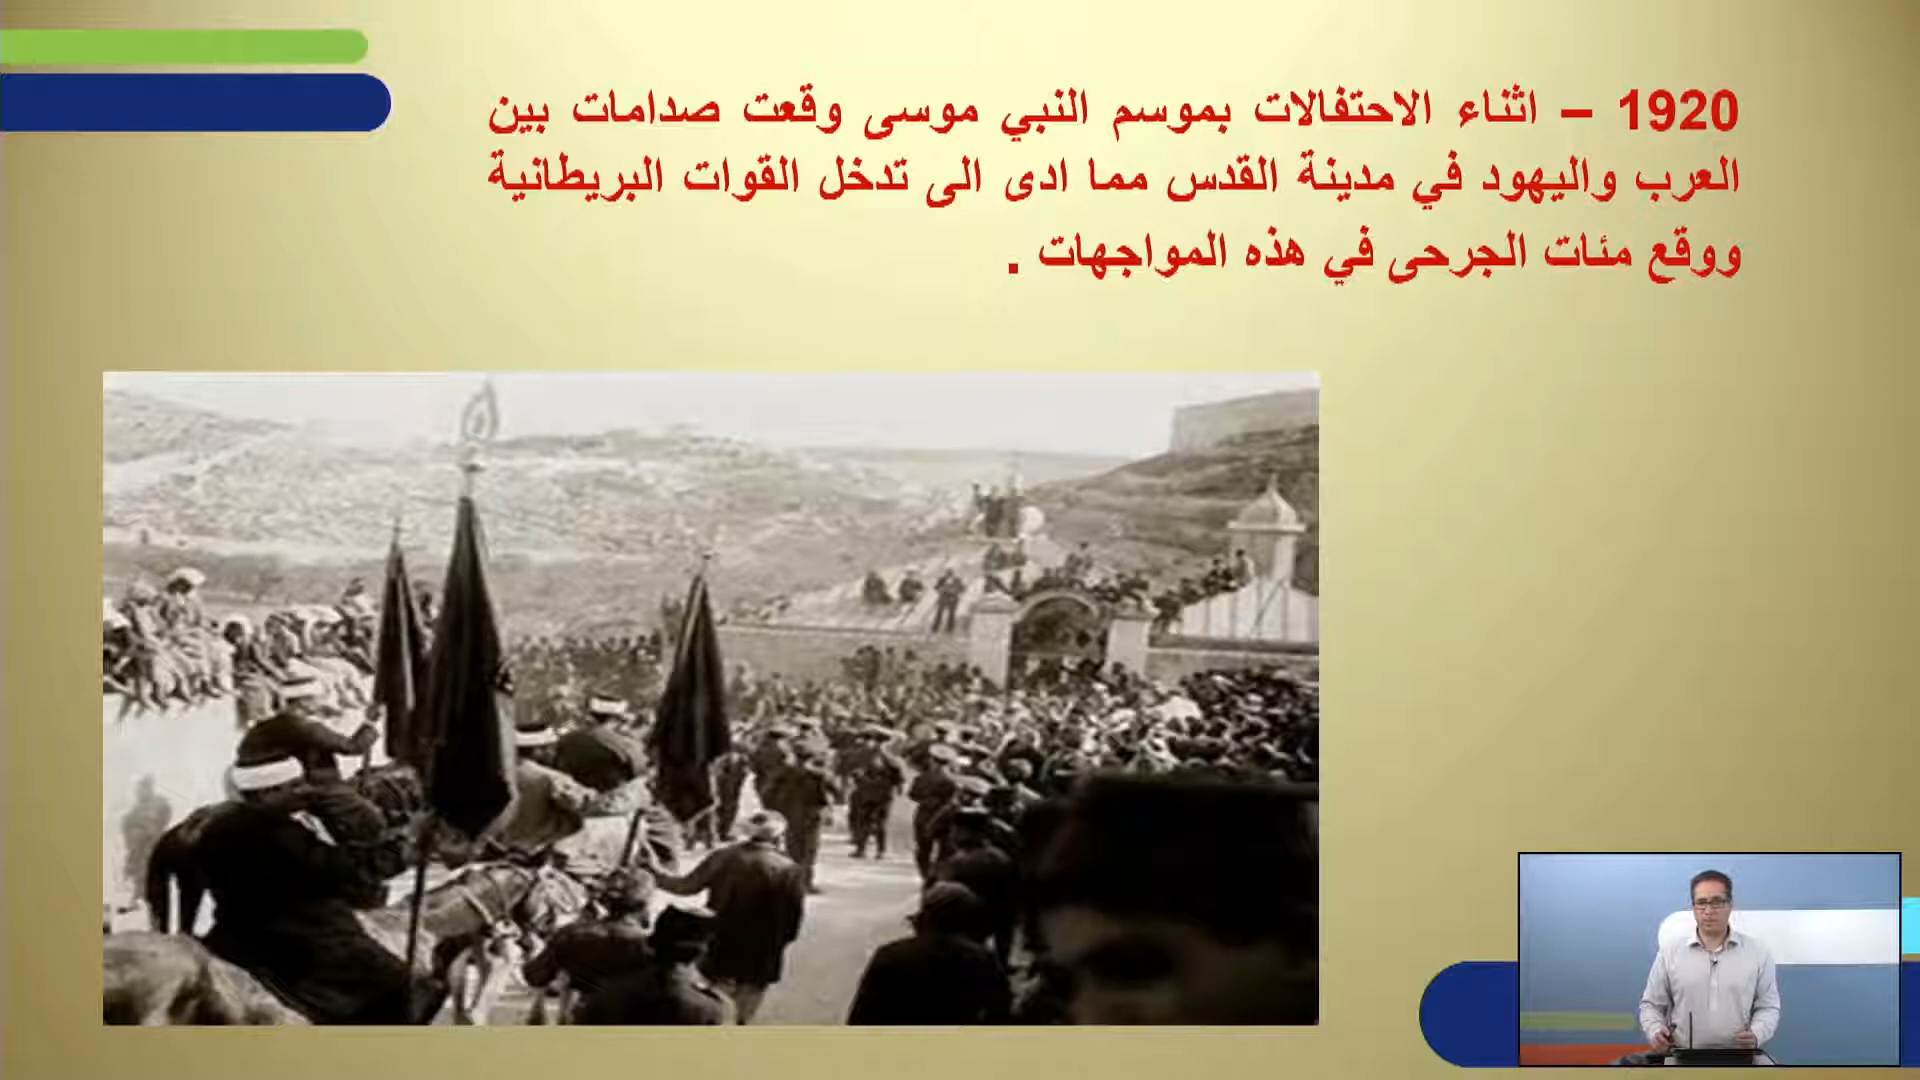 1920 – اثناء الاحتفالات بموسم النبي موسى وقعت صدامات بين
العرب واليهود في مدينة القدس مما ادى الى تدخل القوات البريطانية
ووقع مئات الجرحى في هذه المواجهات .